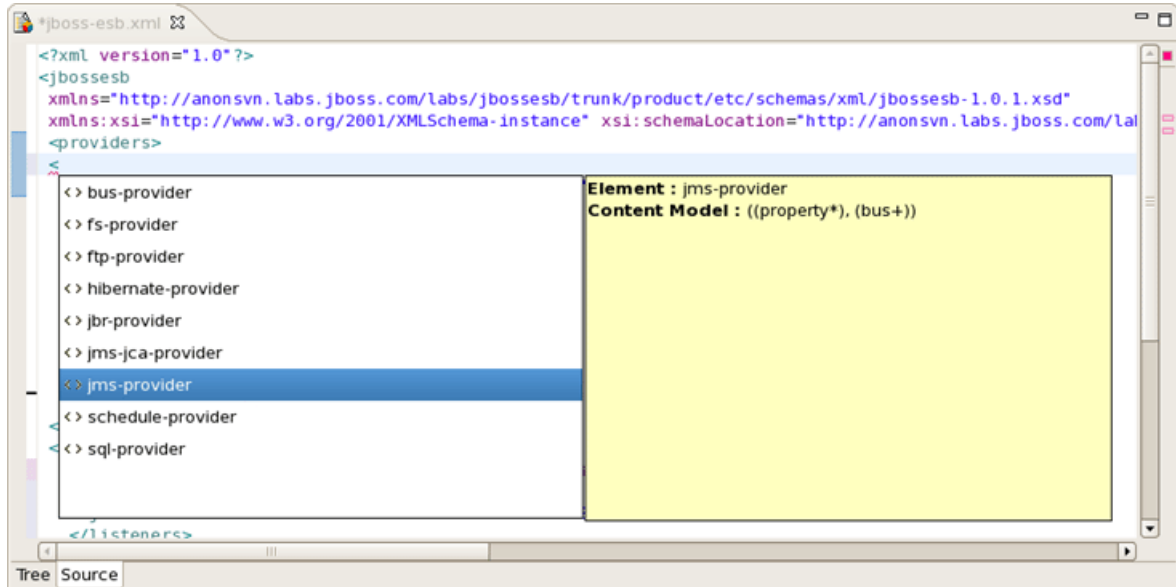 *jboss-esb.xml
<?xml version="1.0"?>
<jbossesb
xmlns="http://anonsvn.labs.jboss.com/labs/jbossesb/trunk/product/etc/schemas/xml/jbossesb-1.0.1.xsd"
xmlns:xsi="http://www.w3.org/2001/XMLSchema-instance" xsi:schemaLocation="http://anonsvn.labs.jboss.com/lal
<providers>
<
<> bus-provider
<> fs-provider
<> ftp-provider
<> hibernate-provider
<> jbr-provider
<> jms-jca-provider
<> jms-provider
<> schedule-provider
<> sql-provider
Element : jms-provider
Content Model : ((property*), (bus+))
<
<
</listeners>
Tree Source